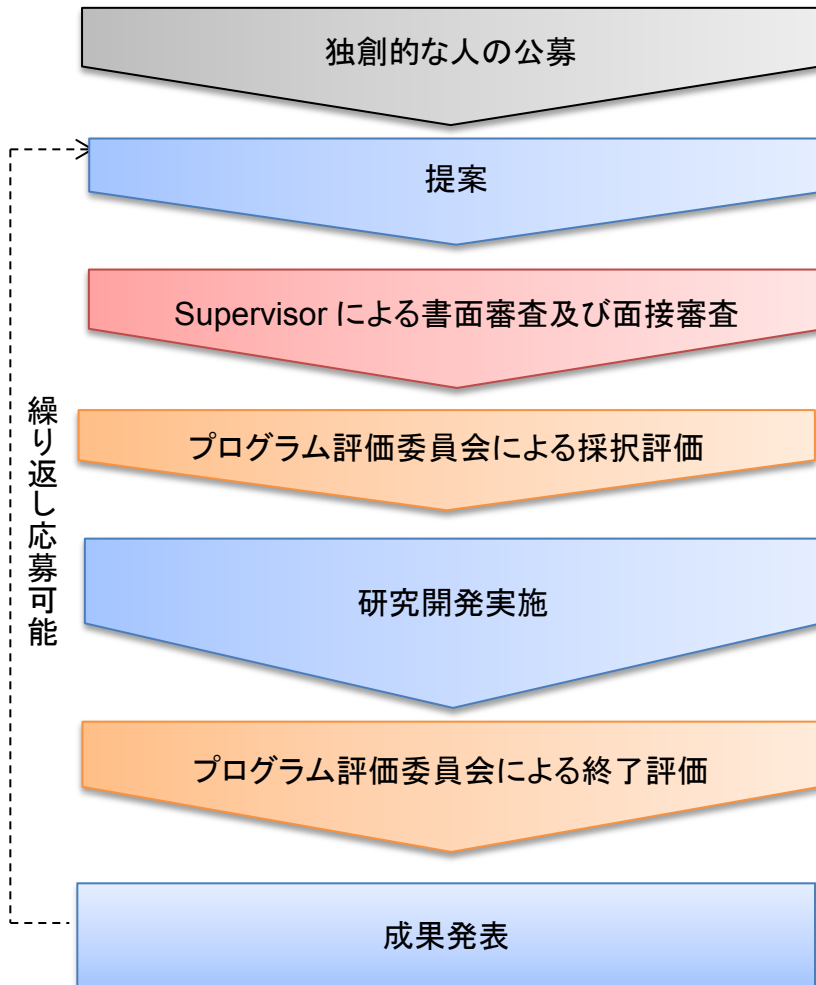 独創的な人の公募
提案
Supervisor による書面審査及び面接審査
プログラム評価委員会による採択評価
研究開発実施
プログラム評価委員会による終了評価
成果発表
繰り返し応募可能